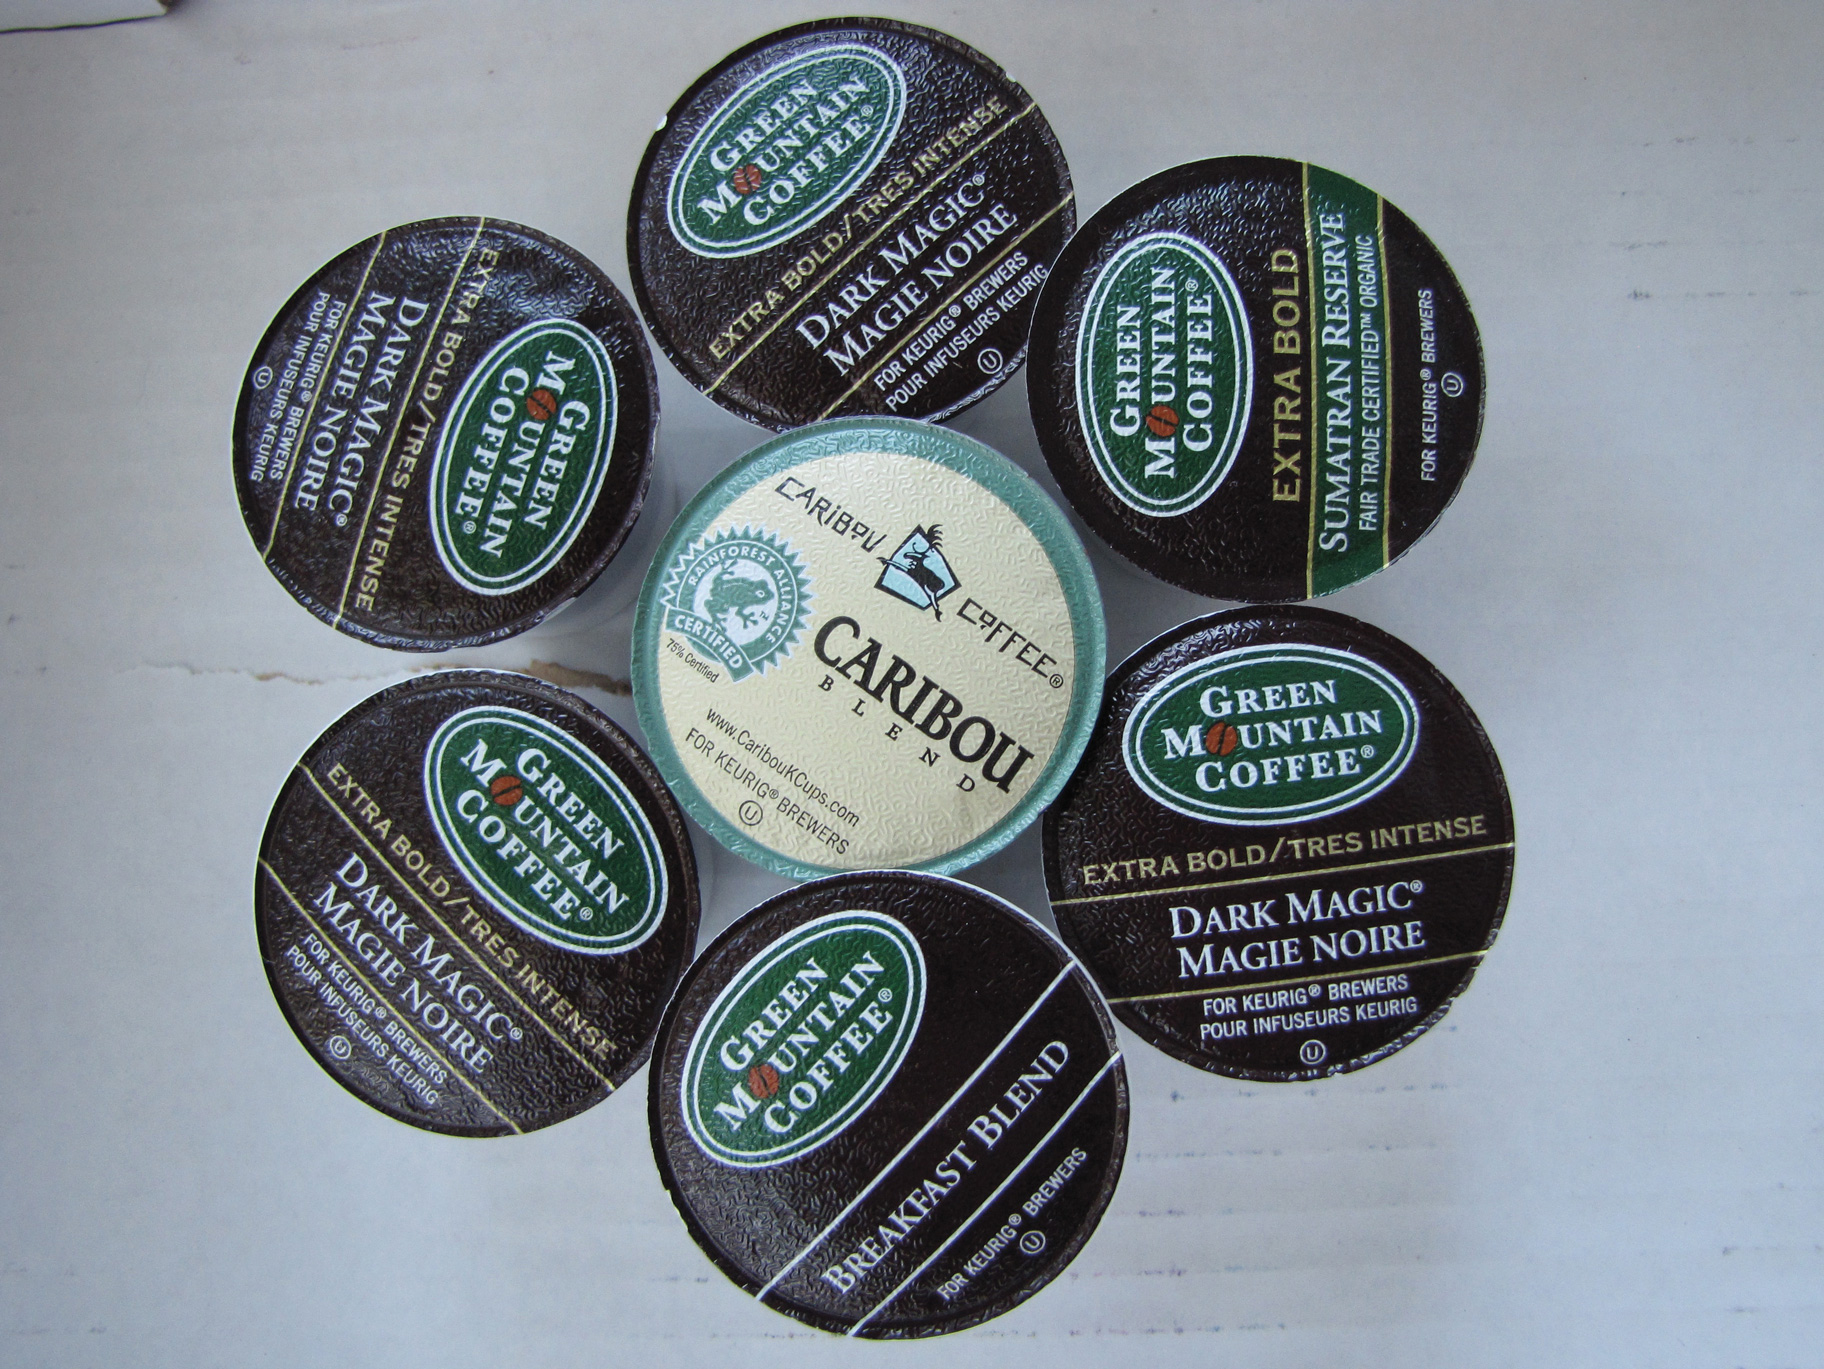 GREEN
MOUNTAIN
COFFEE®
EXTRA BOLD/TRES INTENSE
DARK MAGIC®
MAGIE NOIRE
FOR KEURIG® BREWERS
POUR INFUSEURS KEURIG
U
GREEN
MOUNTAIN
COFFEE®
EXTRA BOLD
SUMATRAN RESERVE
FAIR TRADE CERTIFIED™ ORGANIC
FOR KEURIG® BREWERS
U
GREEN
MOUNTAIN
COFFEE®
EXTRA BOLD/TRES INTENSE
DARK MAGIC®
MAGIE NOIRE
FOR KEURIG® BREWERS
POUR INFUSEURS KEURIG
U
CARIBOU COFFEE®
RAINFOREST ALLIANCE
TM
CERTIFIED
75% Certified
CARIBOU
BLEND
www.CaribouKCups.com
FOR KEURIG® BREWERS
U
GREEN
MOUNTAIN
COFFEE®
EXTRA BOLD/TRES INTENSE
DARK MAGIC®
MAGIE NOIRE
FOR KEURIG® BREWERS
POUR INFUSEURS KEURIG
U
GREEN
MOUNTAIN
COFFEE®
EXTRA BOLD/TRES INTENSE
DARK MAGIC®
MAGIE NOIRE
FOR KEURIG® BREWERS
POUR INFUSEURS KEURIG
U
GREEN
MOUNTAIN
COFFEE®
BREAKFAST BLEND
FOR KEURIG® BREWERS
U